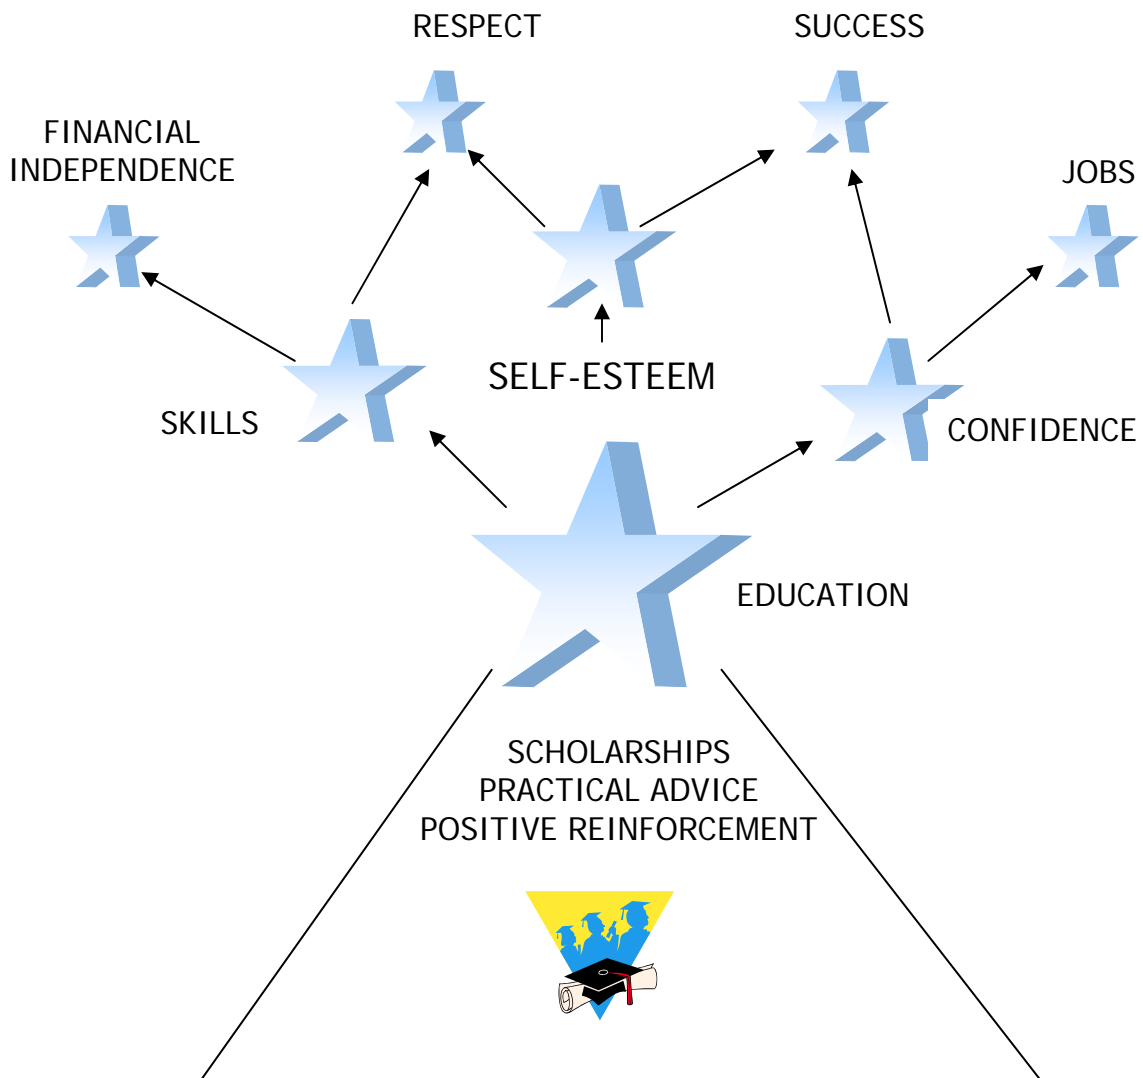 RESPECT
SUCCESS
FINANCIAL
INDEPENDENCE
JOBS
SELF-ESTEEM
SKILLS
CONFIDENCE
EDUCATION
SCHOLARSHIPS
PRACTICAL ADVICE
POSITIVE REINFORCEMENT